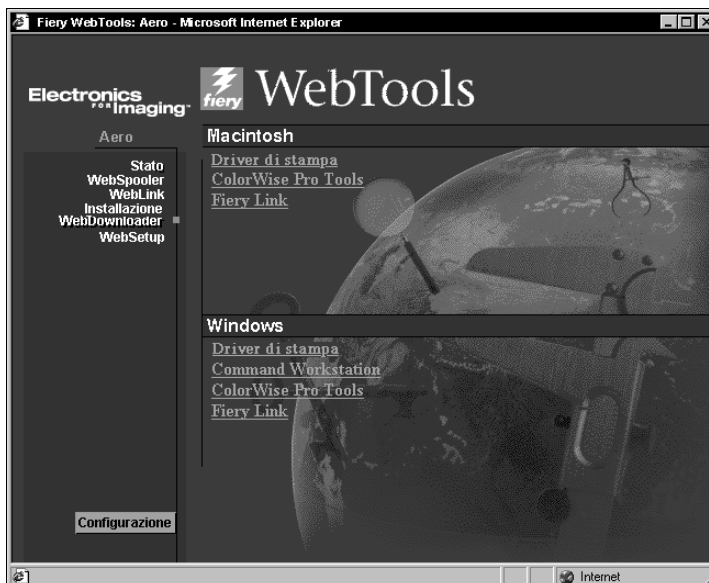 Fiery WebTools: Aero - Microsoft Internet Explorer
Electronics
FOR Imaging
fiery
WebTools
Aero
Stato
WebSpooler
WebLink
Installazione
WebDownloader
WebSetup
Configurazione
Macintosh
Driver di stampa
ColorWise Pro Tools
Fiery Link
Windows
Driver di stampa
Command Workstation
ColorWise Pro Tools
Fiery Link
Internet